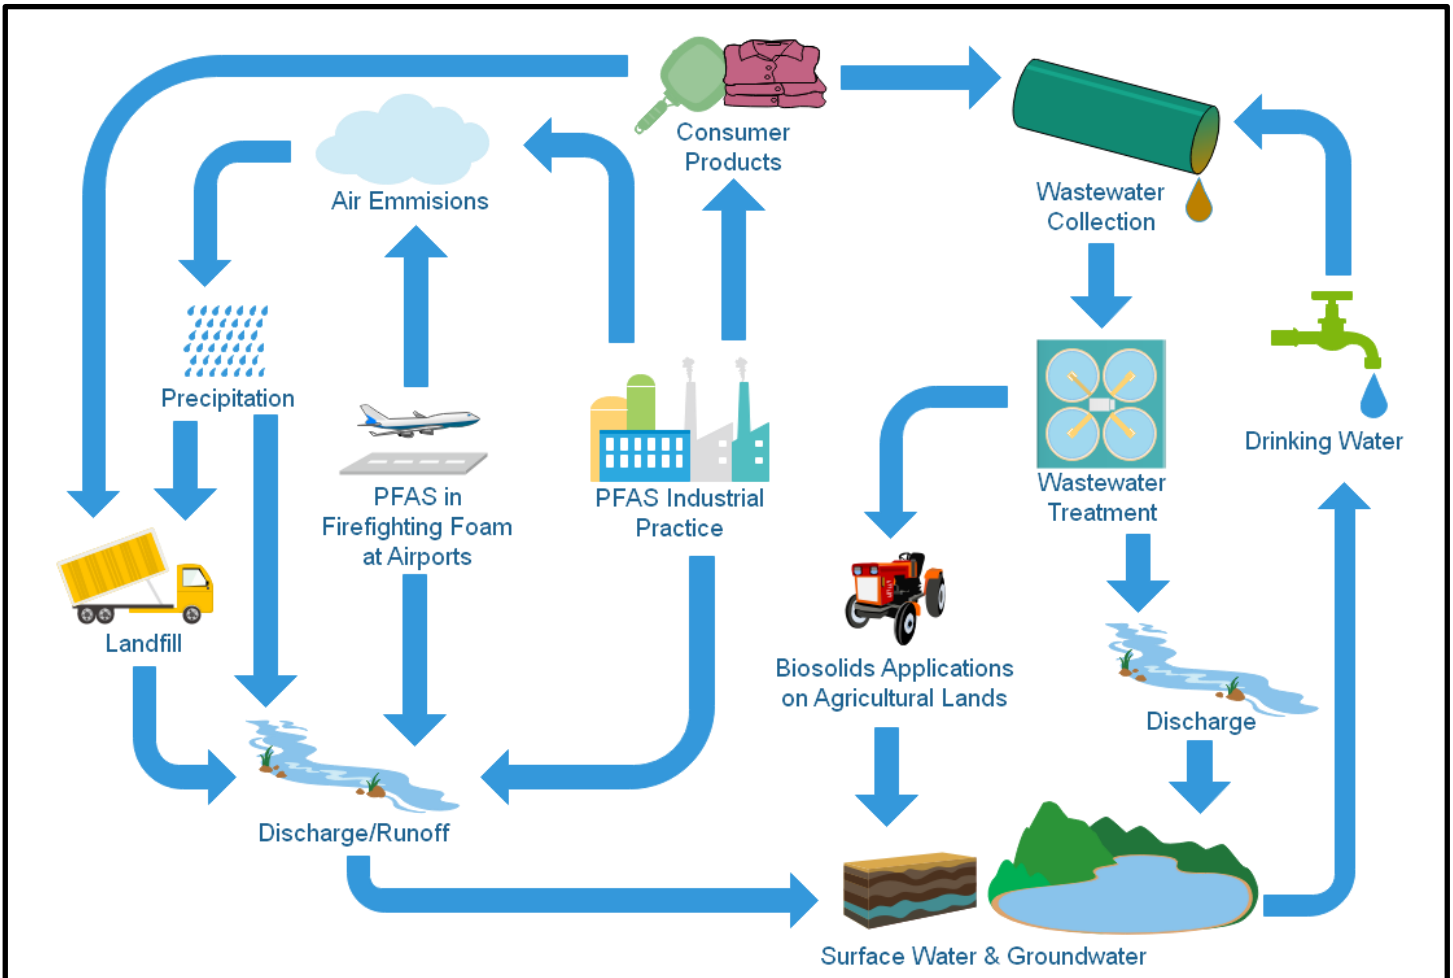 Consumer
Products
Air Emmisions
Wastewater
Collection
Precipitation
Drinking Water
PFAS in
Firefighting Foam
at Airports
PFAS Industrial
Practice
Wastewater
Treatment
Landfill
Biosolids Applications
on Agricultural Lands
Discharge
Discharge/Runoff
Surface Water & Groundwater